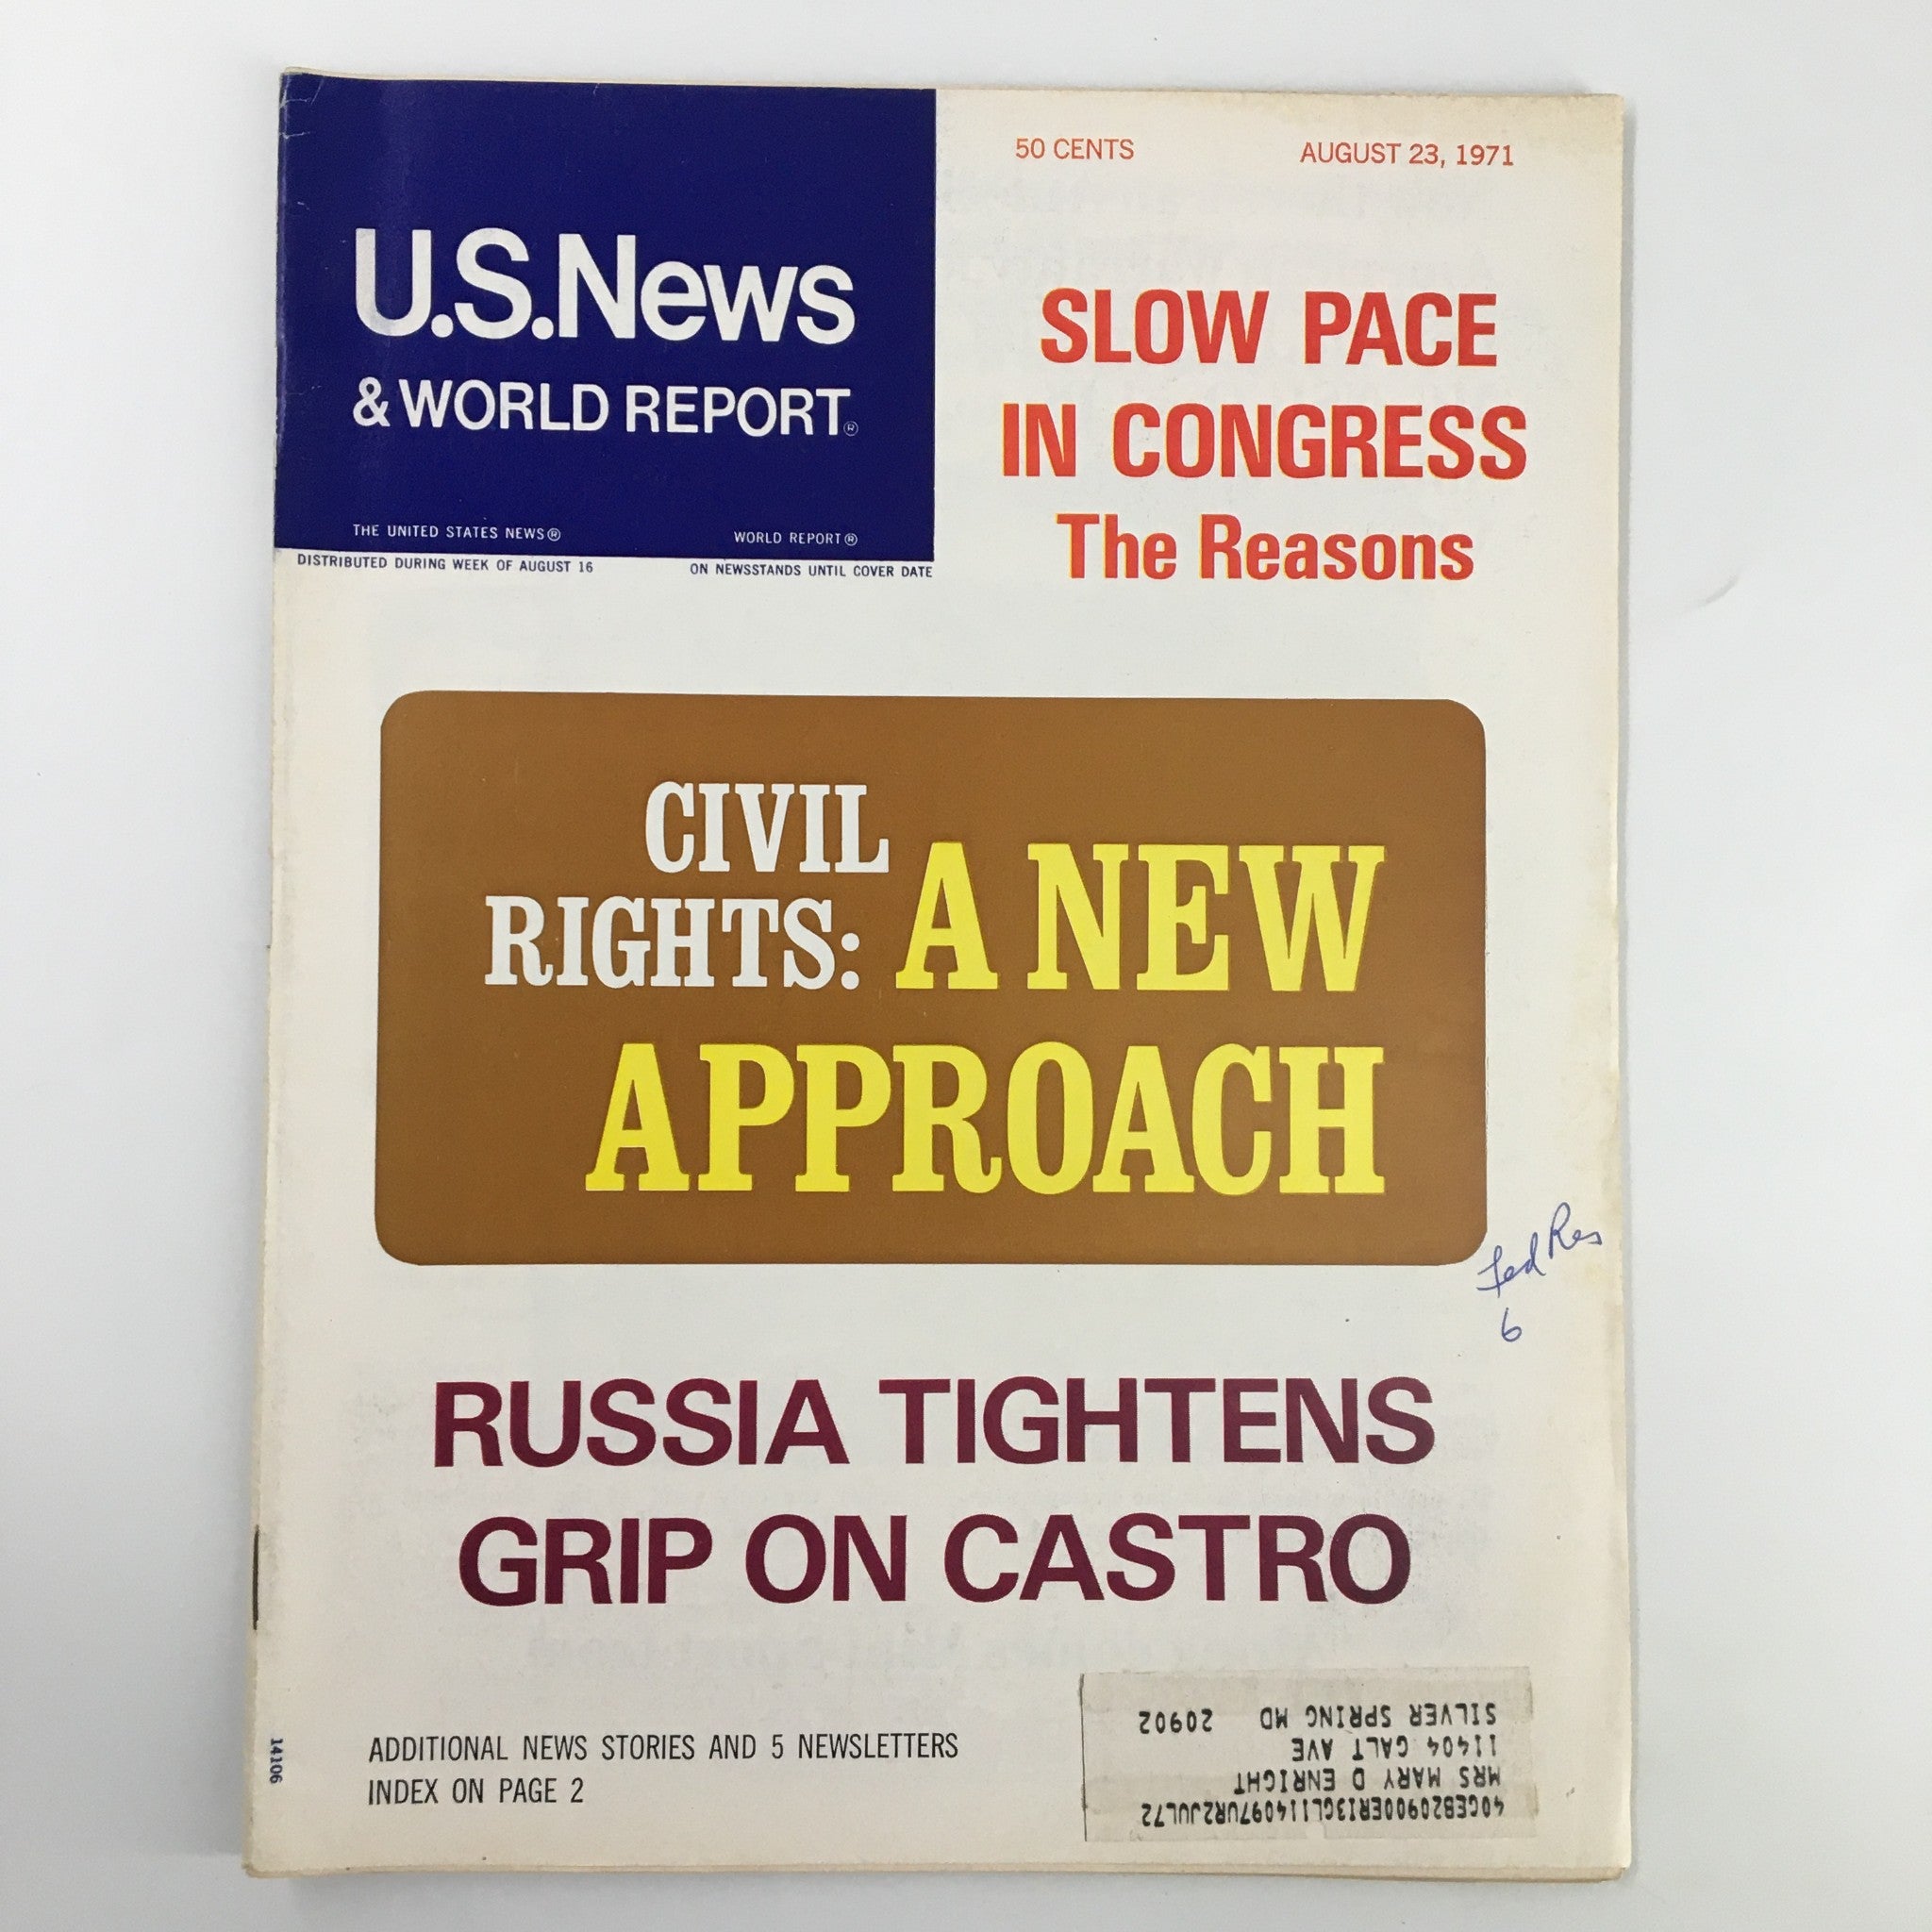 50 CENTS AUGUST 23, 1971
U.S.News
& WORLD REPORT®
THE UNITED STATES NEWS® WORLD REPORT®
DISTRIBUTED DURING WEEK OF AUGUST 16 ON NEWSSTANDS UNTIL COVER DATE
SLOW PACE
IN CONGRESS
The Reasons
CIVIL
RIGHTS: A NEW
APPROACH
Fed Res
6
RUSSIA TIGHTENS
GRIP ON CASTRO
ADDITIONAL NEWS STORIES AND 5 NEWSLETTERS
INDEX ON PAGE 2
14106
MRS MARY D ENRIGHT
11404 GALT AVE
SILVER SPRING MD 20902